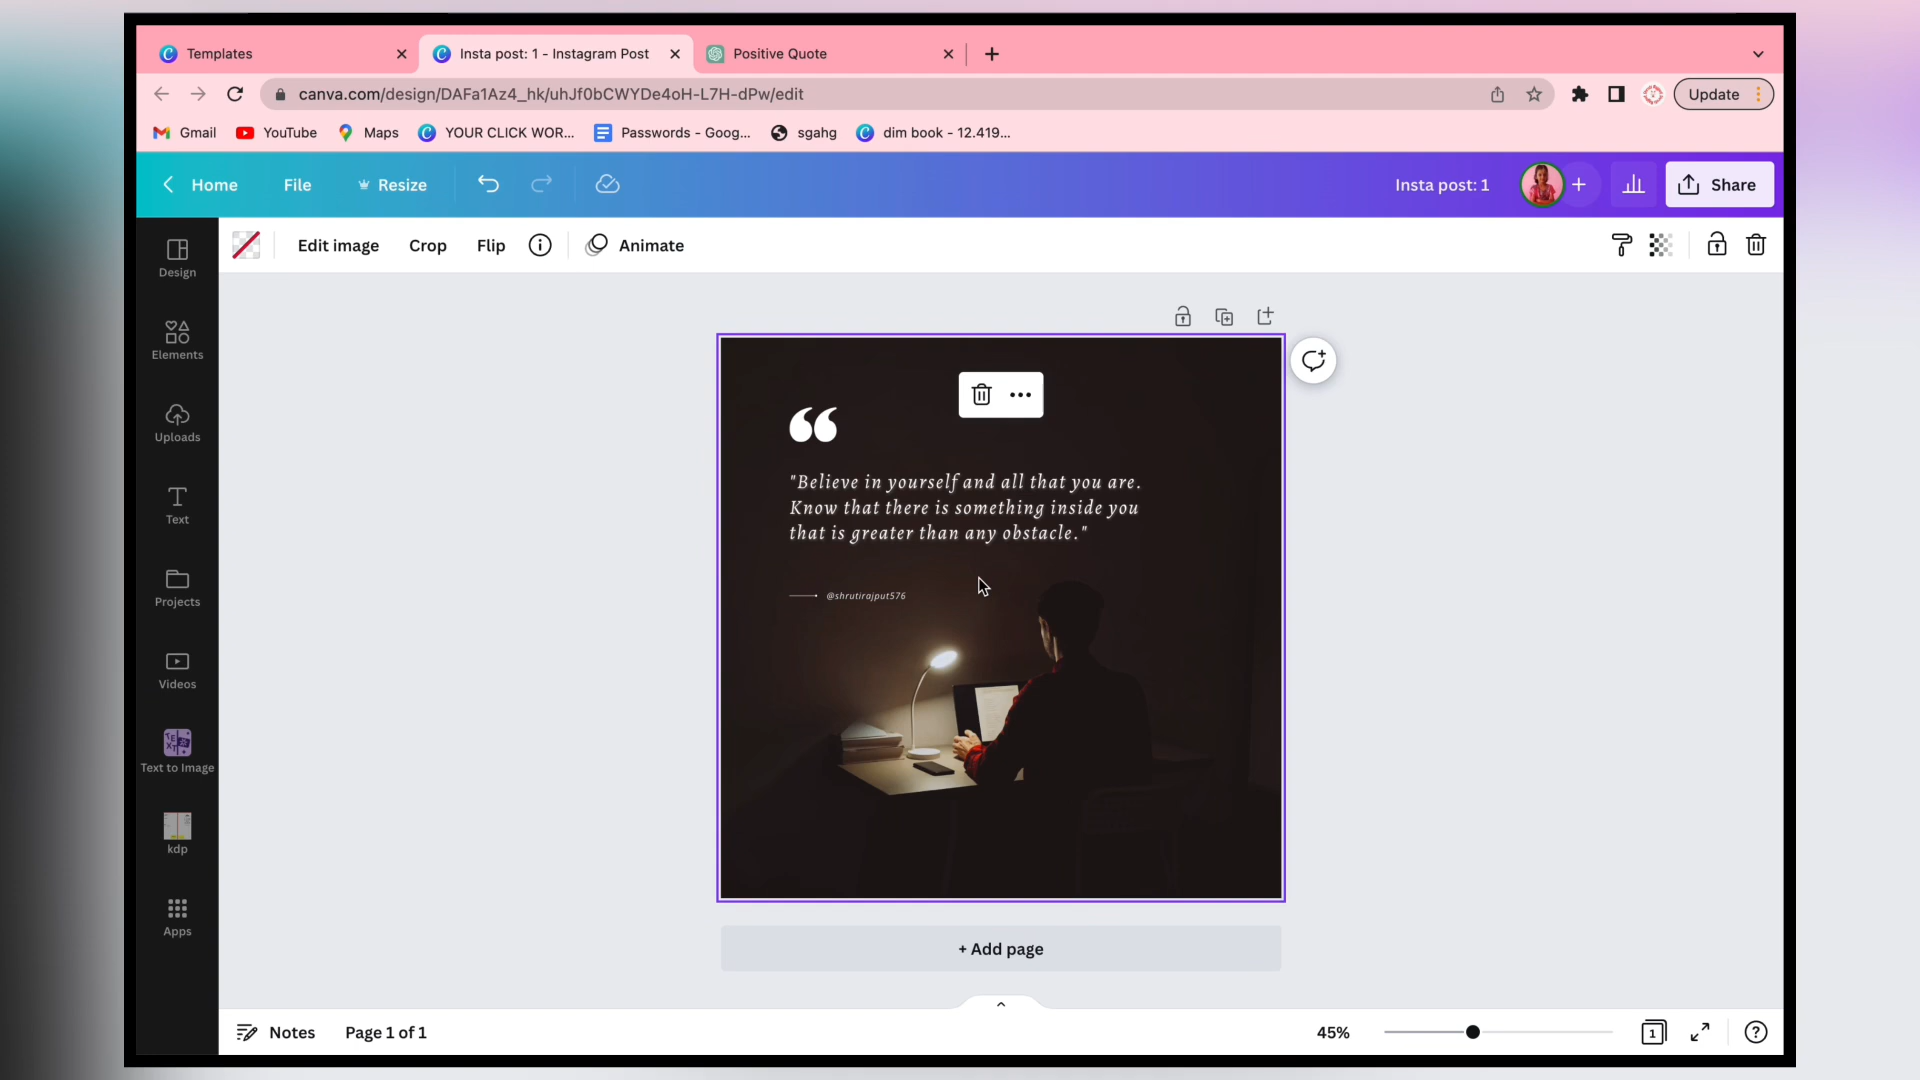 Templates
Insta post: 1 - Instagram Post
Positive Quote
canva.com/design/DAFa1Az4_hk/uhJf0bCWYDe4oH-L7H-dPw/edit
Update
Gmail
YouTube
Maps
YOUR CLICK WOR...
Passwords - Goog...
sgahg
dim book - 12.419...
Home
File
Resize
Insta post: 1
Share
Edit image
Crop
Flip
Animate
Design
Elements
Uploads
Text
Projects
Videos
Text to Image
kdp
Apps
"Believe in yourself and all that you are.
Know that there is something inside you
that is greater than any obstacle."
@shrutirajput576
+ Add page
Notes
Page 1 of 1
45%
1